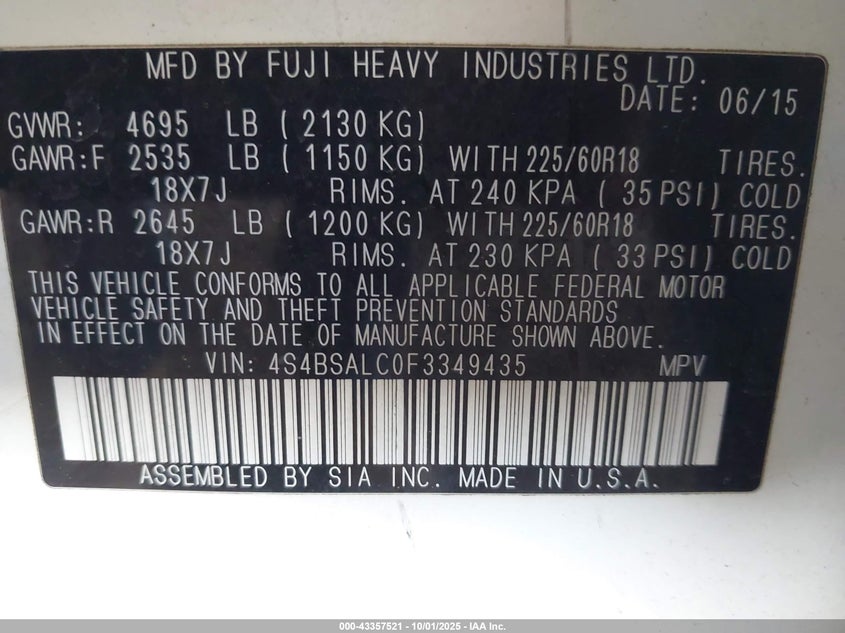 MFD BY FUJI HEAVY INDUSTRIES LTD.
DATE: 06/15
GVWR: 4695 LB ( 2130 KG)
GAWR:F 2535 LB ( 1150 KG) WITH 225/60R18 TIRES.
18X7J RIMS. AT 240 KPA ( 35 PSI) COLD
GAWR:R 2645 LB ( 1200 KG) WITH 225/60R18 TIRES.
18X7J RIMS. AT 230 KPA ( 33 PSI) COLD
THIS VEHICLE CONFORMS TO ALL APPLICABLE FEDERAL MOTOR
VEHICLE SAFETY AND THEFT PREVENTION STANDARDS
IN EFFECT ON THE DATE OF MANUFACTURE SHOWN ABOVE.
VIN: 4S4BSALC0F3349435 MPV
ASSEMBLED BY SIA INC. MADE IN U.S.A.
000-43357521 - 10/01/2025 - IAA Inc.